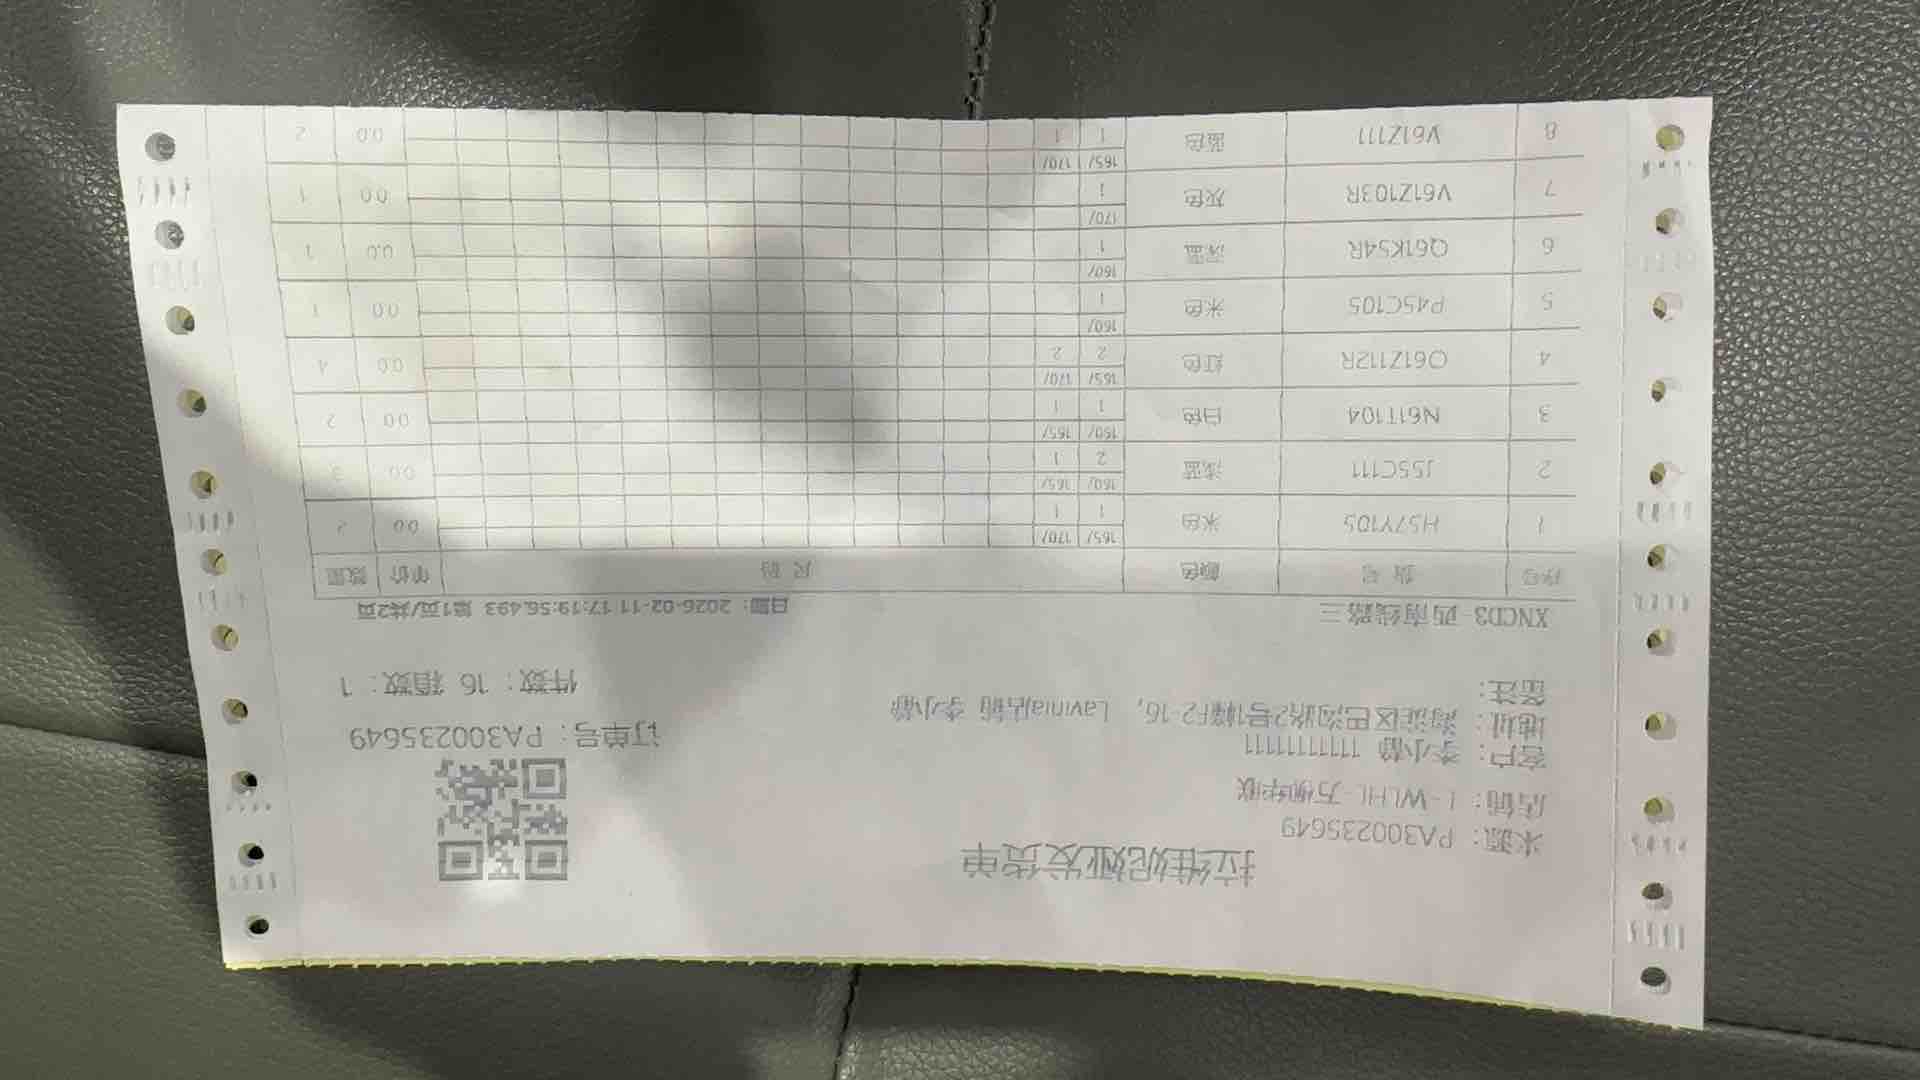 拉维妮娅发货单
来源：PA300235649
店铺：L-WLHL-万柳华联
客户：李小静 11111111111
订单号：PA300235649
地址：海淀区巴沟路2号1幢F2-16，Lavinia店铺 李小静
件数：16 箱数：1
备注：
XNCD3-西南线路三 日期：2026-02-11 17:19:56.493 第1页/共2页
序号 货号 颜色 尺码 单价 数量
165/ 170/
1 H57Y105 米色 1 1 0.0 2
160/ 165/
2 J55C111 浅蓝 2 1 0.0 3
160/ 165/
3 N61T104 白色 1 1 0.0 2
165/ 170/
4 O61Z112R 红色 2 2 0.0 4
160/
5 P45C105 米色 1 0.0 1
160/
6 Q61K54R 深蓝 1 0.0 1
170/
7 V61Z103R 灰色 1 0.0 1
165/ 170/
8 V61Z111 蓝色 1 1 0.0 2